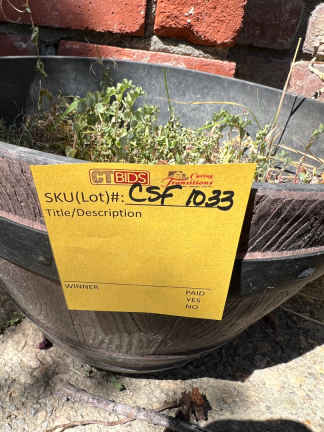 CTBIDS Caring Transitions
SKU(Lot)#: CSF 1033
Title/Description
WINNER
PAID
YES
NO